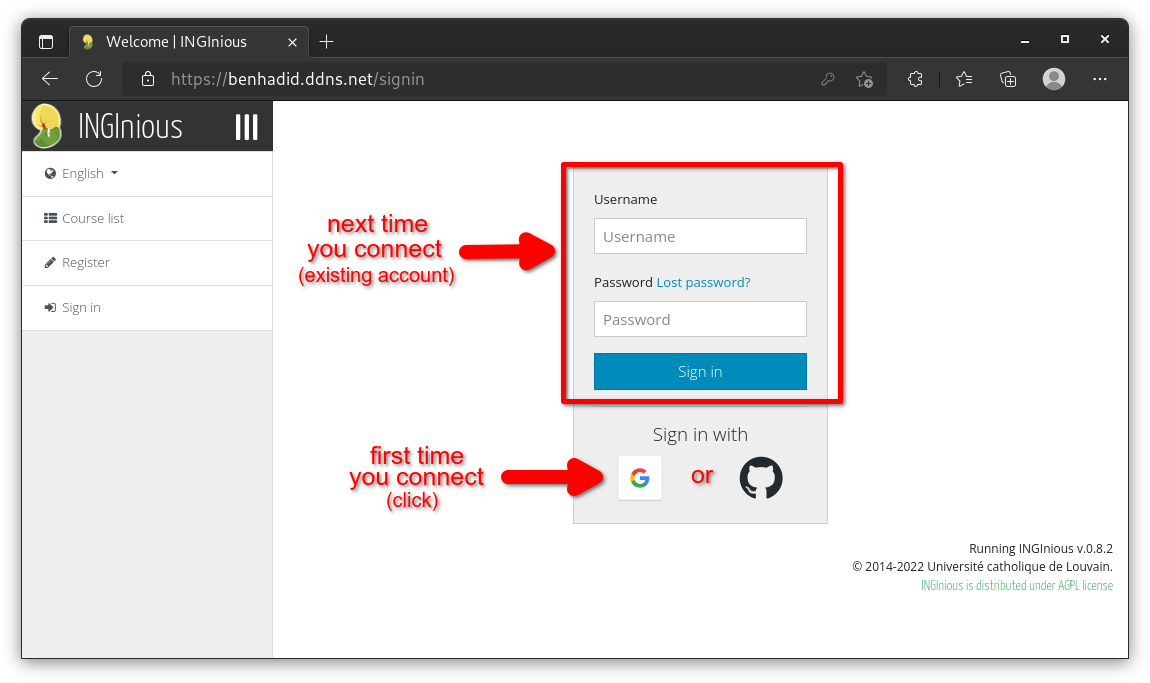 Welcome | INGInious
https://benhadid.ddns.net/signin
INGInious
English
Course list
Register
Sign in
next time
you connect
(existing account)
Username
Username
Password Lost password?
Password
Sign in
Sign in with
first time
you connect
(click)
or
Running INGInious v.0.8.2
© 2014-2022 Université catholique de Louvain.
INGInious is distributed under AGPL license